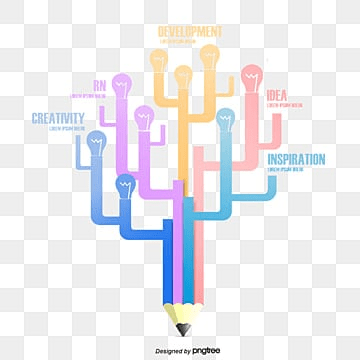 DEVELOPMENT
LOREM IPSUM DOLOR
RN
LOREM IPSUM DOLOR
IDEA
LOREM IPSUM DOLOR
CREATIVITY
LOREM IPSUM DOLOR
INSPIRATION
LOREM IPSUM DOLOR
Designed by pngtree